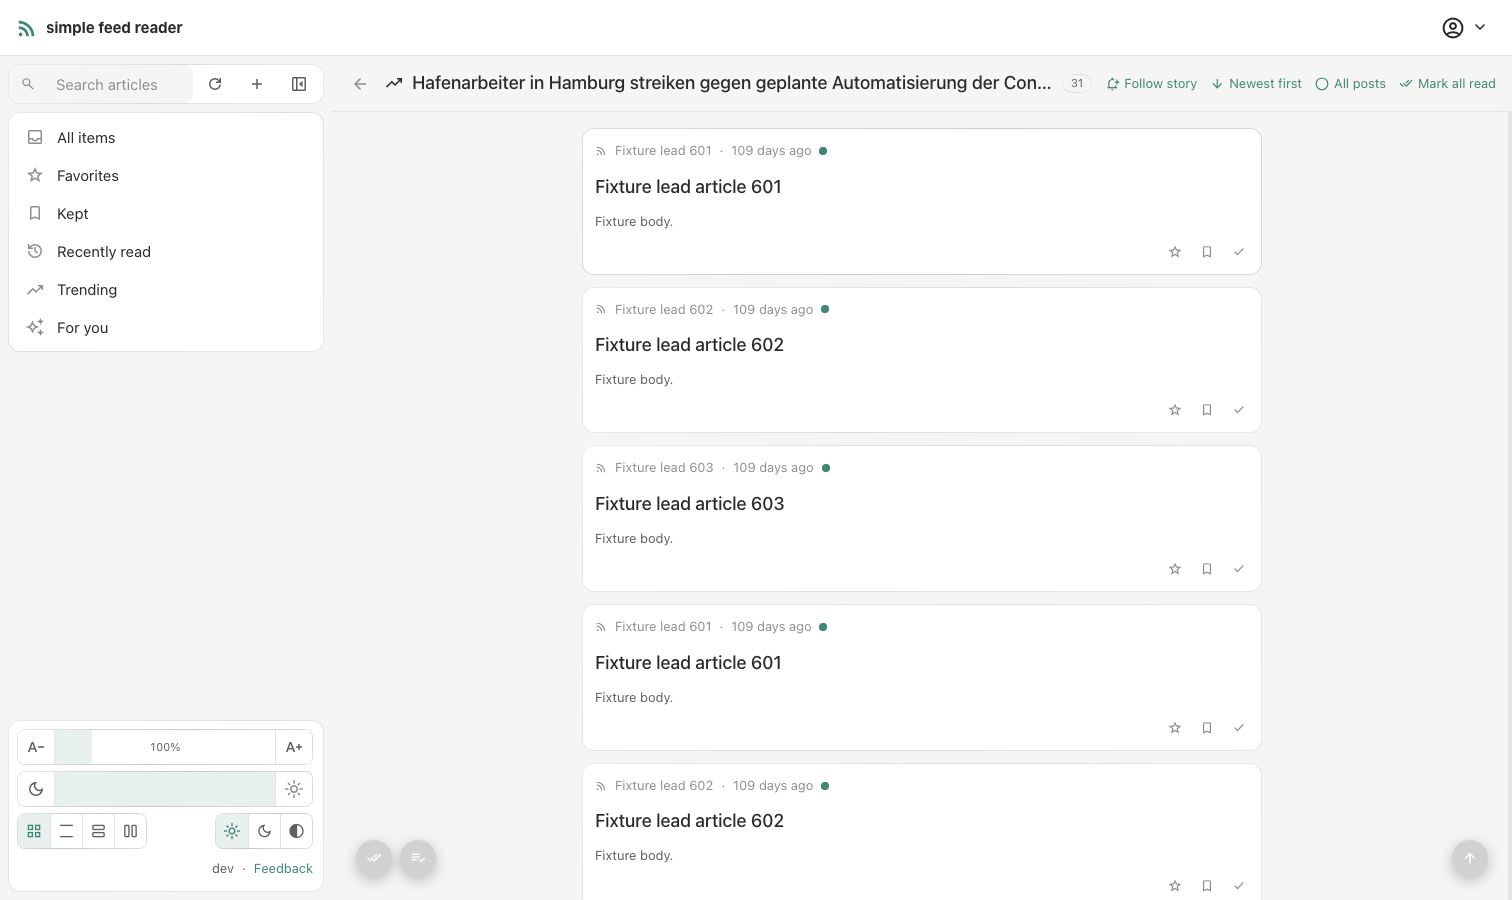 simple feed reader
Search articles
Hafenarbeiter in Hamburg streiken gegen geplante Automatisierung der Con...
31
Follow story
Newest first
All posts
Mark all read
All items
Favorites
Kept
Recently read
Trending
For you
Fixture lead 601 · 109 days ago
Fixture lead article 601
Fixture body.
Fixture lead 602 · 109 days ago
Fixture lead article 602
Fixture body.
Fixture lead 603 · 109 days ago
Fixture lead article 603
Fixture body.
Fixture lead 601 · 109 days ago
Fixture lead article 601
Fixture body.
Fixture lead 602 · 109 days ago
Fixture lead article 602
Fixture body.
A− 100% A+
dev · Feedback